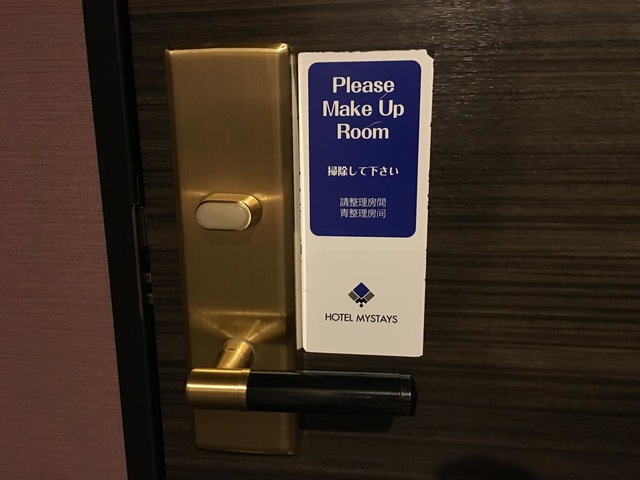 Please
Make Up
Room
掃除して下さい
請整理房間
青整理房间
HOTEL MYSTAYS